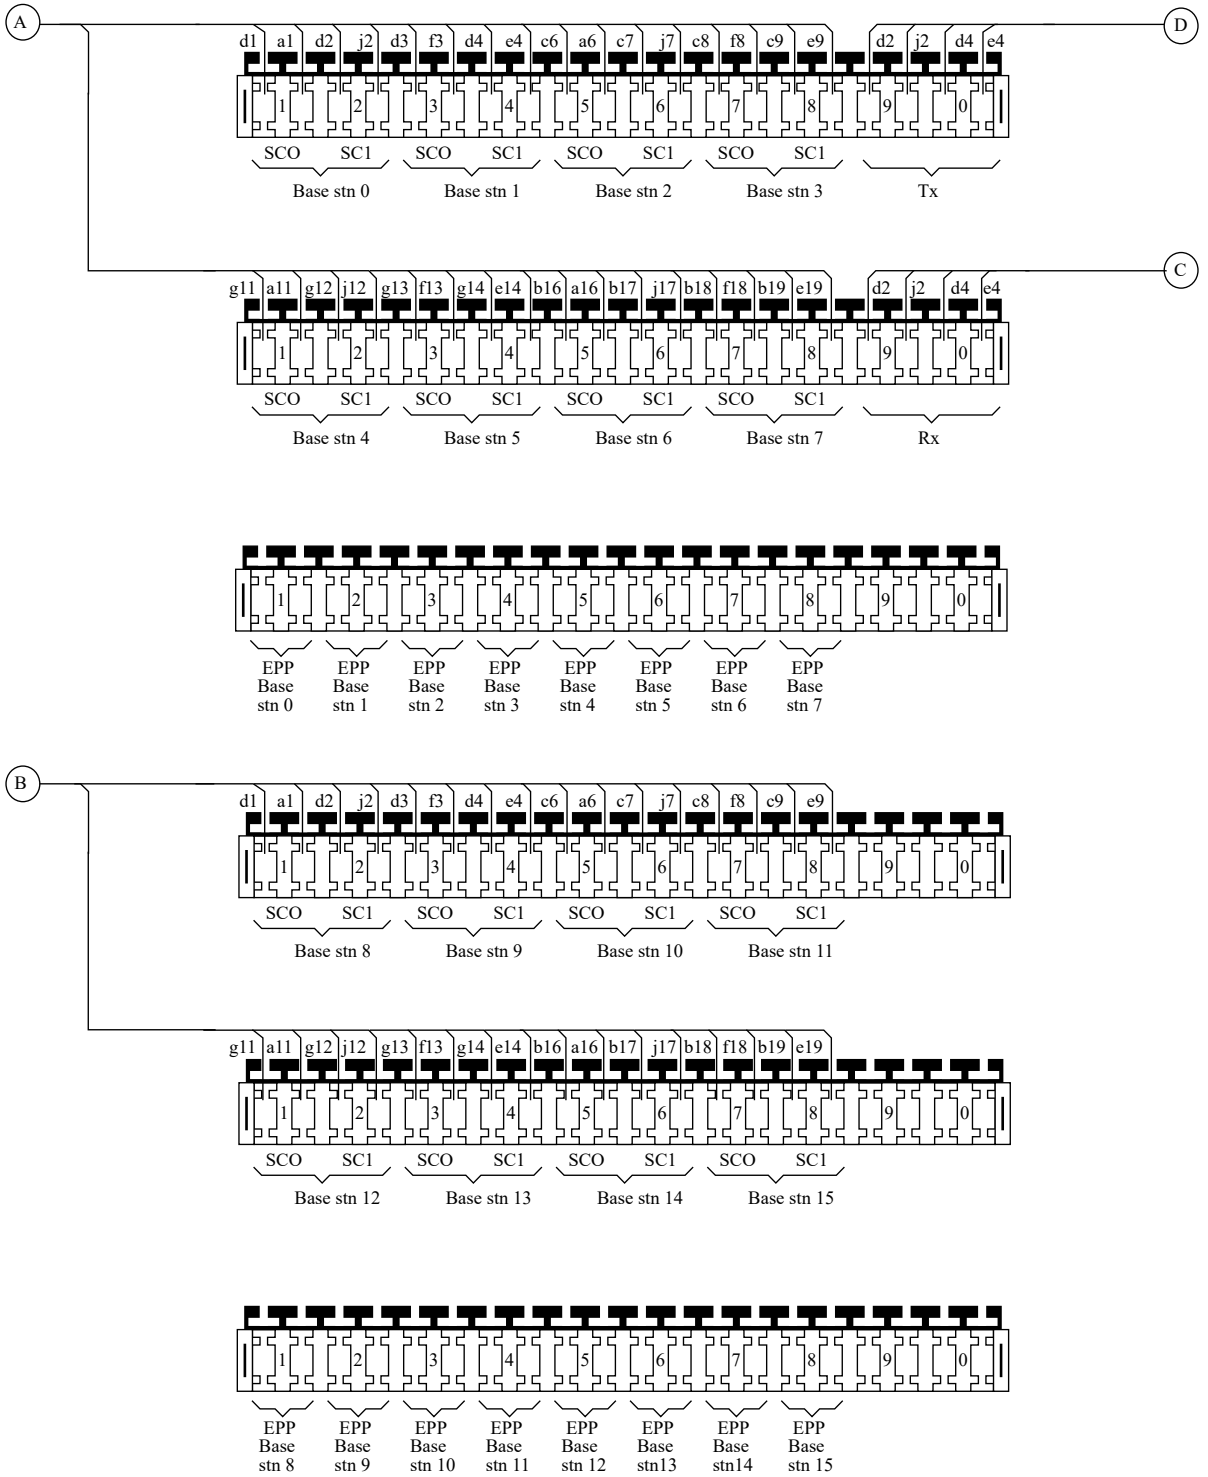 A
D
d1 a1 d2 j2 d3 f3 d4 e4 c6 a6 c7 j7 c8 f8 c9 e9 d2 j2 d4 e4
1 2 3 4 5 6 7 8 9 0
SCO SC1 SCO SC1 SCO SC1 SCO SC1
Base stn 0 Base stn 1 Base stn 2 Base stn 3 Tx
C
g11 a11 g12 j12 g13 f13 g14 e14 b16 a16 b17 j17 b18 f18 b19 e19 d2 j2 d4 e4
1 2 3 4 5 6 7 8 9 0
SCO SC1 SCO SC1 SCO SC1 SCO SC1
Base stn 4 Base stn 5 Base stn 6 Base stn 7 Rx
1 2 3 4 5 6 7 8 9 0
EPP EPP EPP EPP EPP EPP EPP EPP
Base Base Base Base Base Base Base Base
stn 0 stn 1 stn 2 stn 3 stn 4 stn 5 stn 6 stn 7
B
d1 a1 d2 j2 d3 f3 d4 e4 c6 a6 c7 j7 c8 f8 c9 e9
1 2 3 4 5 6 7 8 9 0
SCO SC1 SCO SC1 SCO SC1 SCO SC1
Base stn 8 Base stn 9 Base stn 10 Base stn 11
g11 a11 g12 j12 g13 f13 g14 e14 b16 a16 b17 j17 b18 f18 b19 e19
1 2 3 4 5 6 7 8 9 0
SCO SC1 SCO SC1 SCO SC1 SCO SC1
Base stn 12 Base stn 13 Base stn 14 Base stn 15
1 2 3 4 5 6 7 8 9 0
EPP EPP EPP EPP EPP EPP EPP EPP
Base Base Base Base Base Base Base Base
stn 8 stn 9 stn 10 stn 11 stn 12 stn13 stn14 stn 15